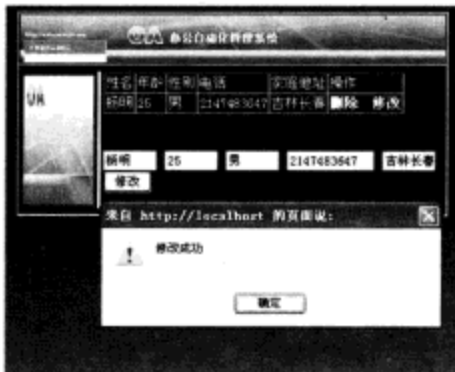 OA 办公自动化管理系统
姓名 年龄 性别 电话 家庭地址 操作
杨明 25 男 2147483647 吉林长春 删除 修改
杨明 25 男 2147483647 吉林长春
修改
来自 http://localhost 的页面说:
修改成功
确定